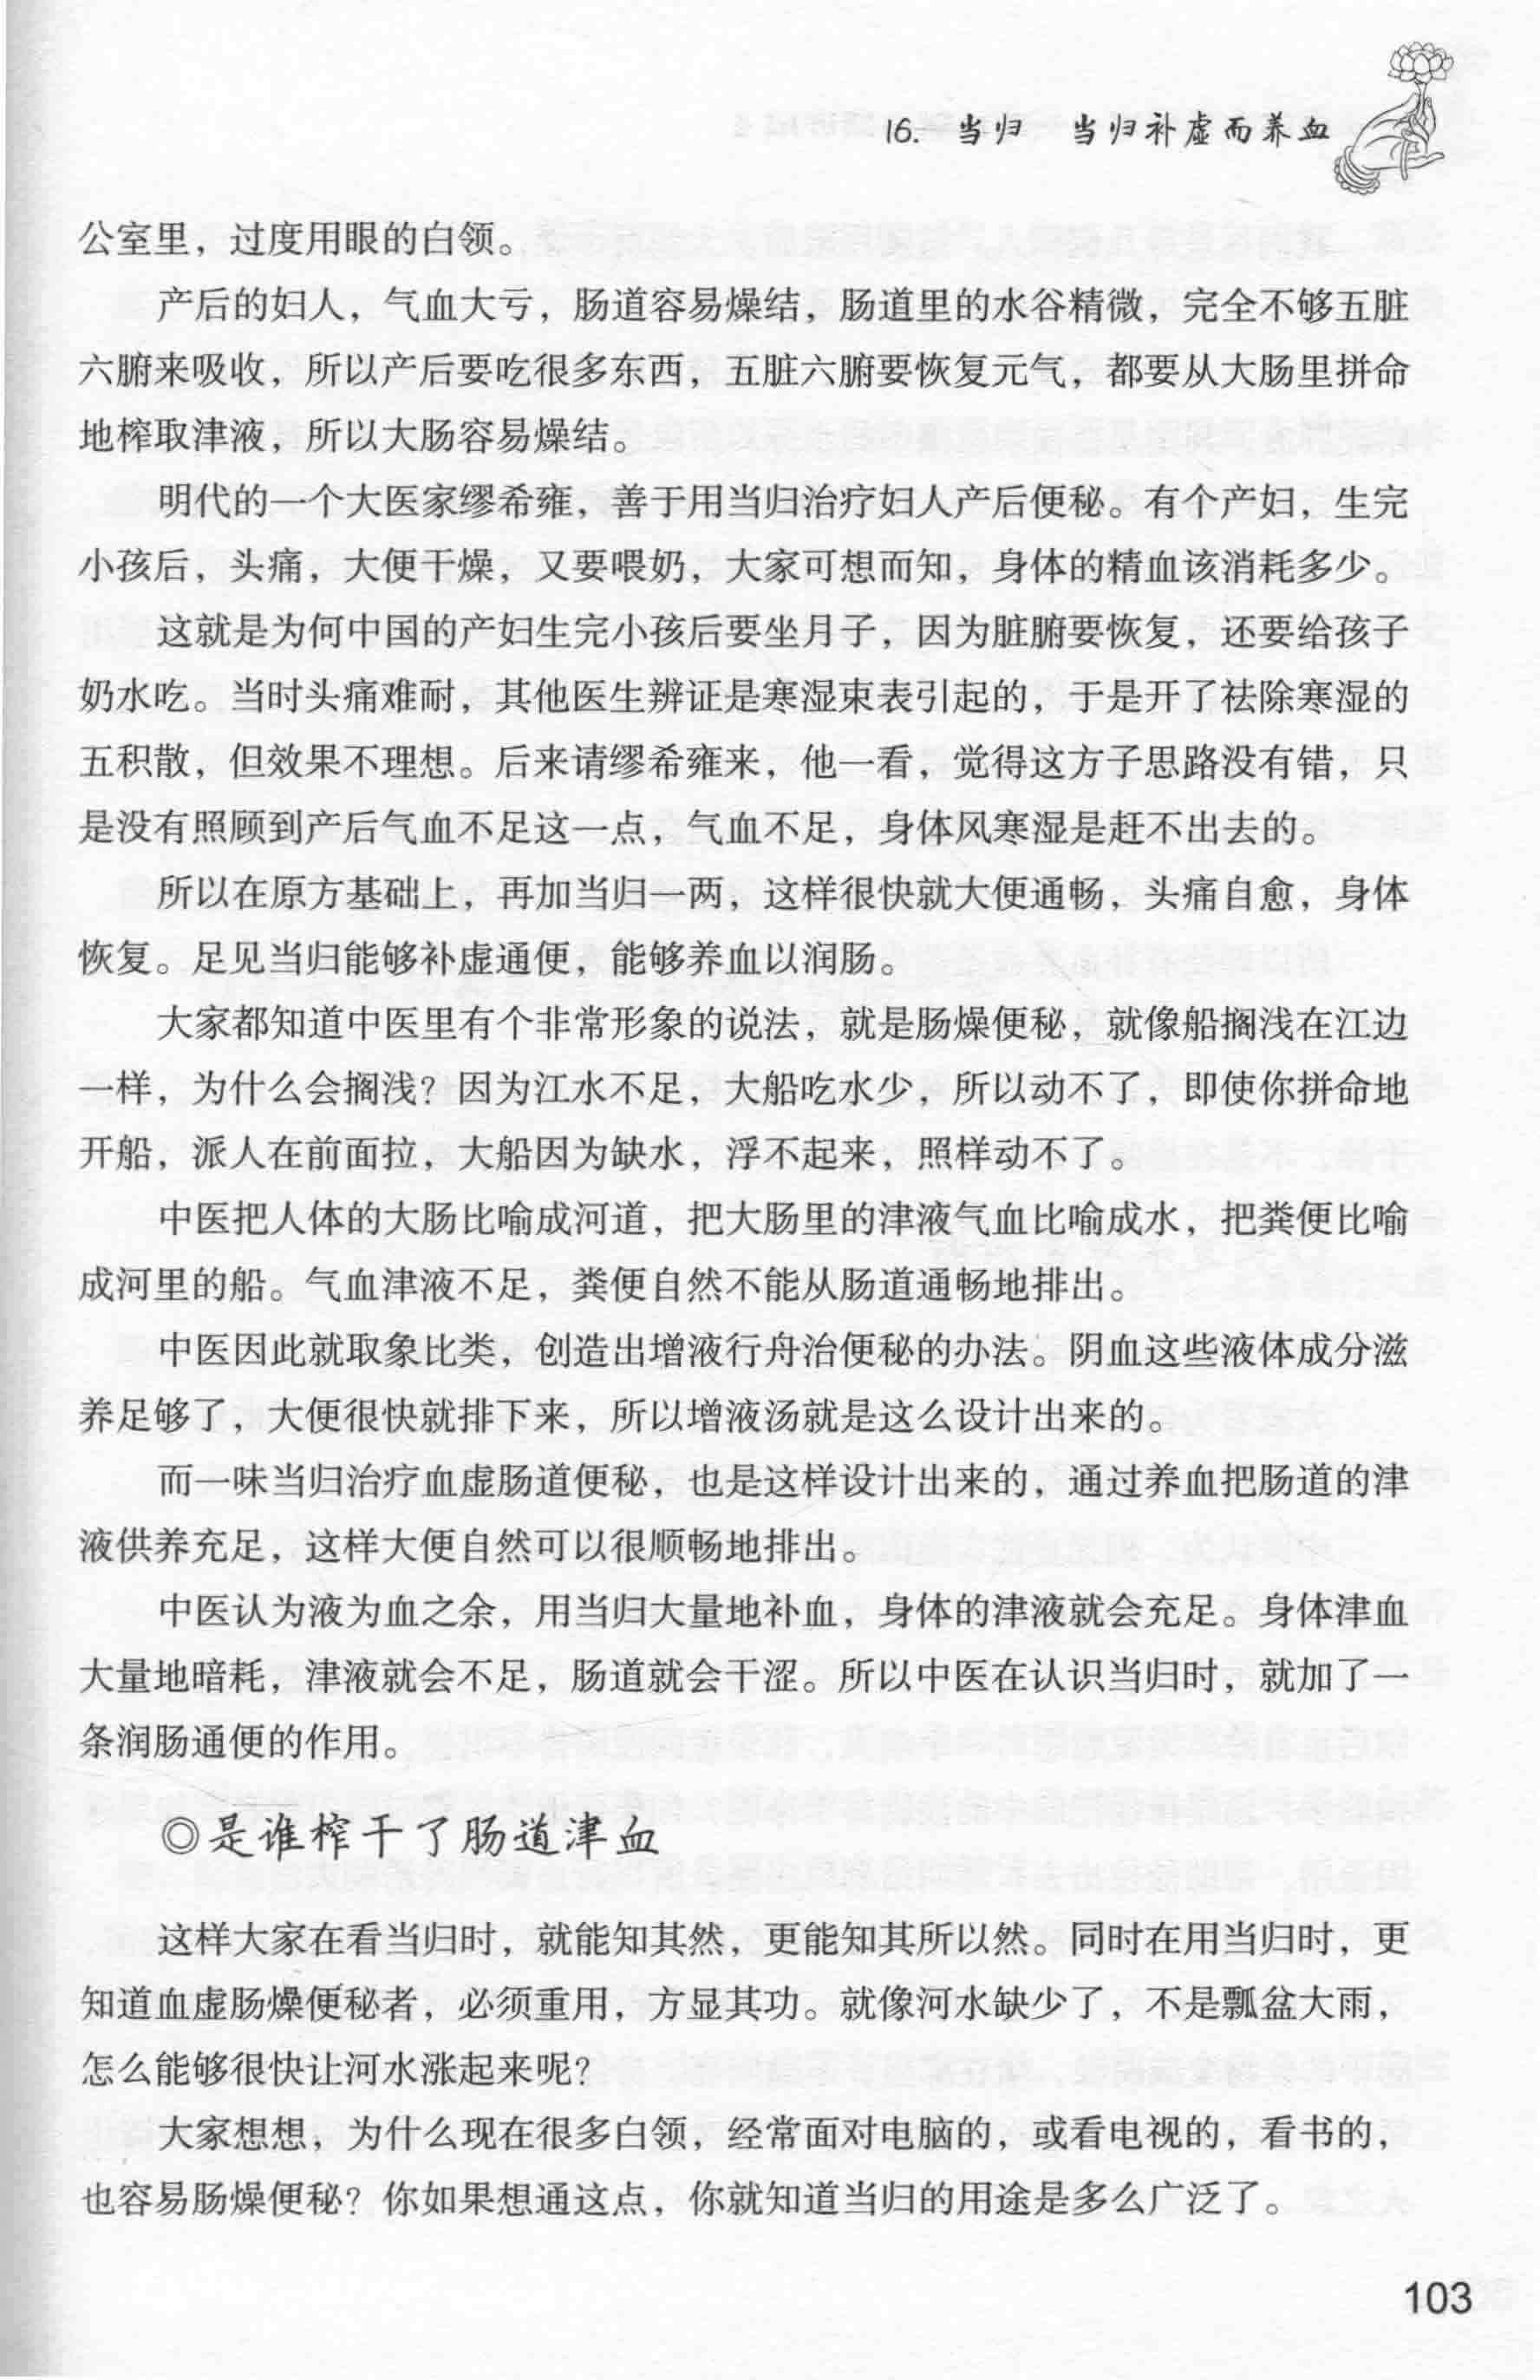 16. 当归 当归补虚而养血
公室里，过度用眼的白领。
产后的妇人，气血大亏，肠道容易燥结，肠道里的水谷精微，完全不够五脏
六腑来吸收，所以产后要吃很多东西，五脏六腑要恢复元气，都要从大肠里拼命
地榨取津液，所以大肠容易燥结。
明代的一个大医家缪希雍，善于用当归治疗妇人产后便秘。有个产妇，生完
小孩后，头痛，大便干燥，又要喂奶，大家可想而知，身体的精血该消耗多少。
这就是为何中国的产妇生完小孩后要坐月子，因为脏腑要恢复，还要给孩子
奶水吃。当时头痛难耐，其他医生辨证是寒湿束表引起的，于是开了祛除寒湿的
五积散，但效果不理想。后来请缪希雍来，他一看，觉得这方子思路没有错，只
是没有照顾到产后气血不足这一点，气血不足，身体风寒湿是赶不出去的。
所以在原方基础上，再加当归一两，这样很快就大便通畅，头痛自愈，身体
恢复。足见当归能够补虚通便，能够养血以润肠。
大家都知道中医里有个非常形象的说法，就是肠燥便秘，就像船搁浅在江边
一样，为什么会搁浅？因为江水不足，大船吃水少，所以动不了，即使你拼命地
开船，派人在前面拉，大船因为缺水，浮不起来，照样动不了。
中医把人体的大肠比喻成河道，把大肠里的津液气血比喻成水，把粪便比喻
成河里的船。气血津液不足，粪便自然不能从肠道通畅地排出。
中医因此就取象比类，创造出增液行舟治便秘的办法。阴血这些液体成分滋
养足够了，大便很快就排下来，所以增液汤就是这么设计出来的。
而一味当归治疗血虚肠道便秘，也是这样设计出来的，通过养血把肠道的津
液供养充足，这样大便自然可以很顺畅地排出。
中医认为液为血之余，用当归大量地补血，身体的津液就会充足。身体津血
大量地暗耗，津液就会不足，肠道就会干涩。所以中医在认识当归时，就加了一
条润肠通便的作用。
◎是谁榨干了肠道津血
这样大家在看当归时，就能知其然，更能知其所以然。同时在用当归时，更
知道血虚肠燥便秘者，必须重用，方显其功。就像河水缺少了，不是瓢盆大雨，
怎么能够很快让河水涨起来呢？
大家想想，为什么现在很多白领，经常面对电脑的，或看电视的，看书的，
也容易肠燥便秘？你如果想通这点，你就知道当归的用途是多么广泛了。
103